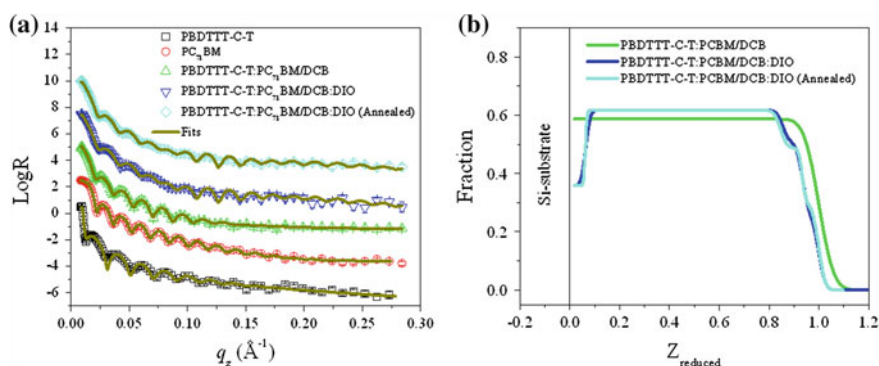 (a)
LogR
14
12
10
8
6
4
2
0
-2
-4
-6
PBDTTT-C-T
PC₇₁BM
PBDTTT-C-T:PC₇₁BM/DCB
PBDTTT-C-T:PC₇₁BM/DCB:DIO
PBDTTT-C-T:PC₇₁BM/DCB:DIO (Annealed)
Fits
0.00 0.05 0.10 0.15 0.20 0.25 0.30
q_z (Å⁻¹)
(b)
Fraction
0.8
0.6
0.4
0.2
0.0
Si-substrate
PBDTTT-C-T:PCBM/DCB
PBDTTT-C-T:PCBM/DCB:DIO
PBDTTT-C-T:PCBM/DCB:DIO (Annealed)
-0.2 0.0 0.2 0.4 0.6 0.8 1.0 1.2
Z_reduced